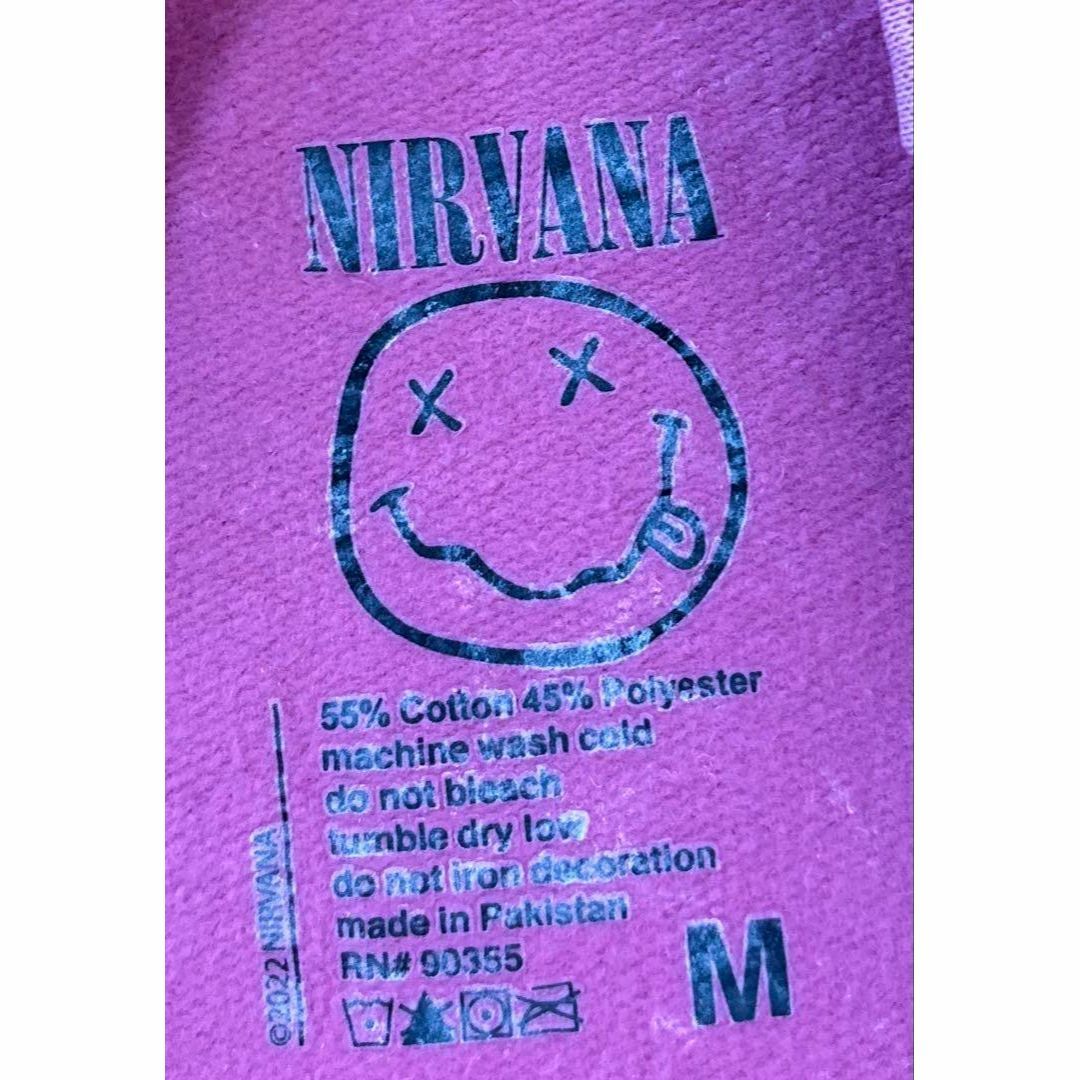 NIRVANA
55% Cotton 45% Polyester
machine wash cold
do not bleach
tumble dry low
do not iron decoration
made in Pakistan
RN# 90355
M
©2022 NIRVANA